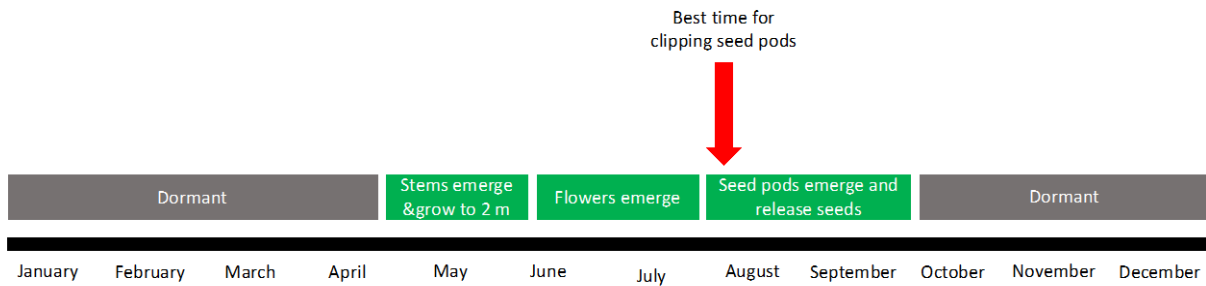 Best time for
clipping seed pods
Dormant
Stems emerge
&grow to 2 m
Flowers emerge
Seed pods emerge and
release seeds
Dormant
January February March April May June July August September October November December